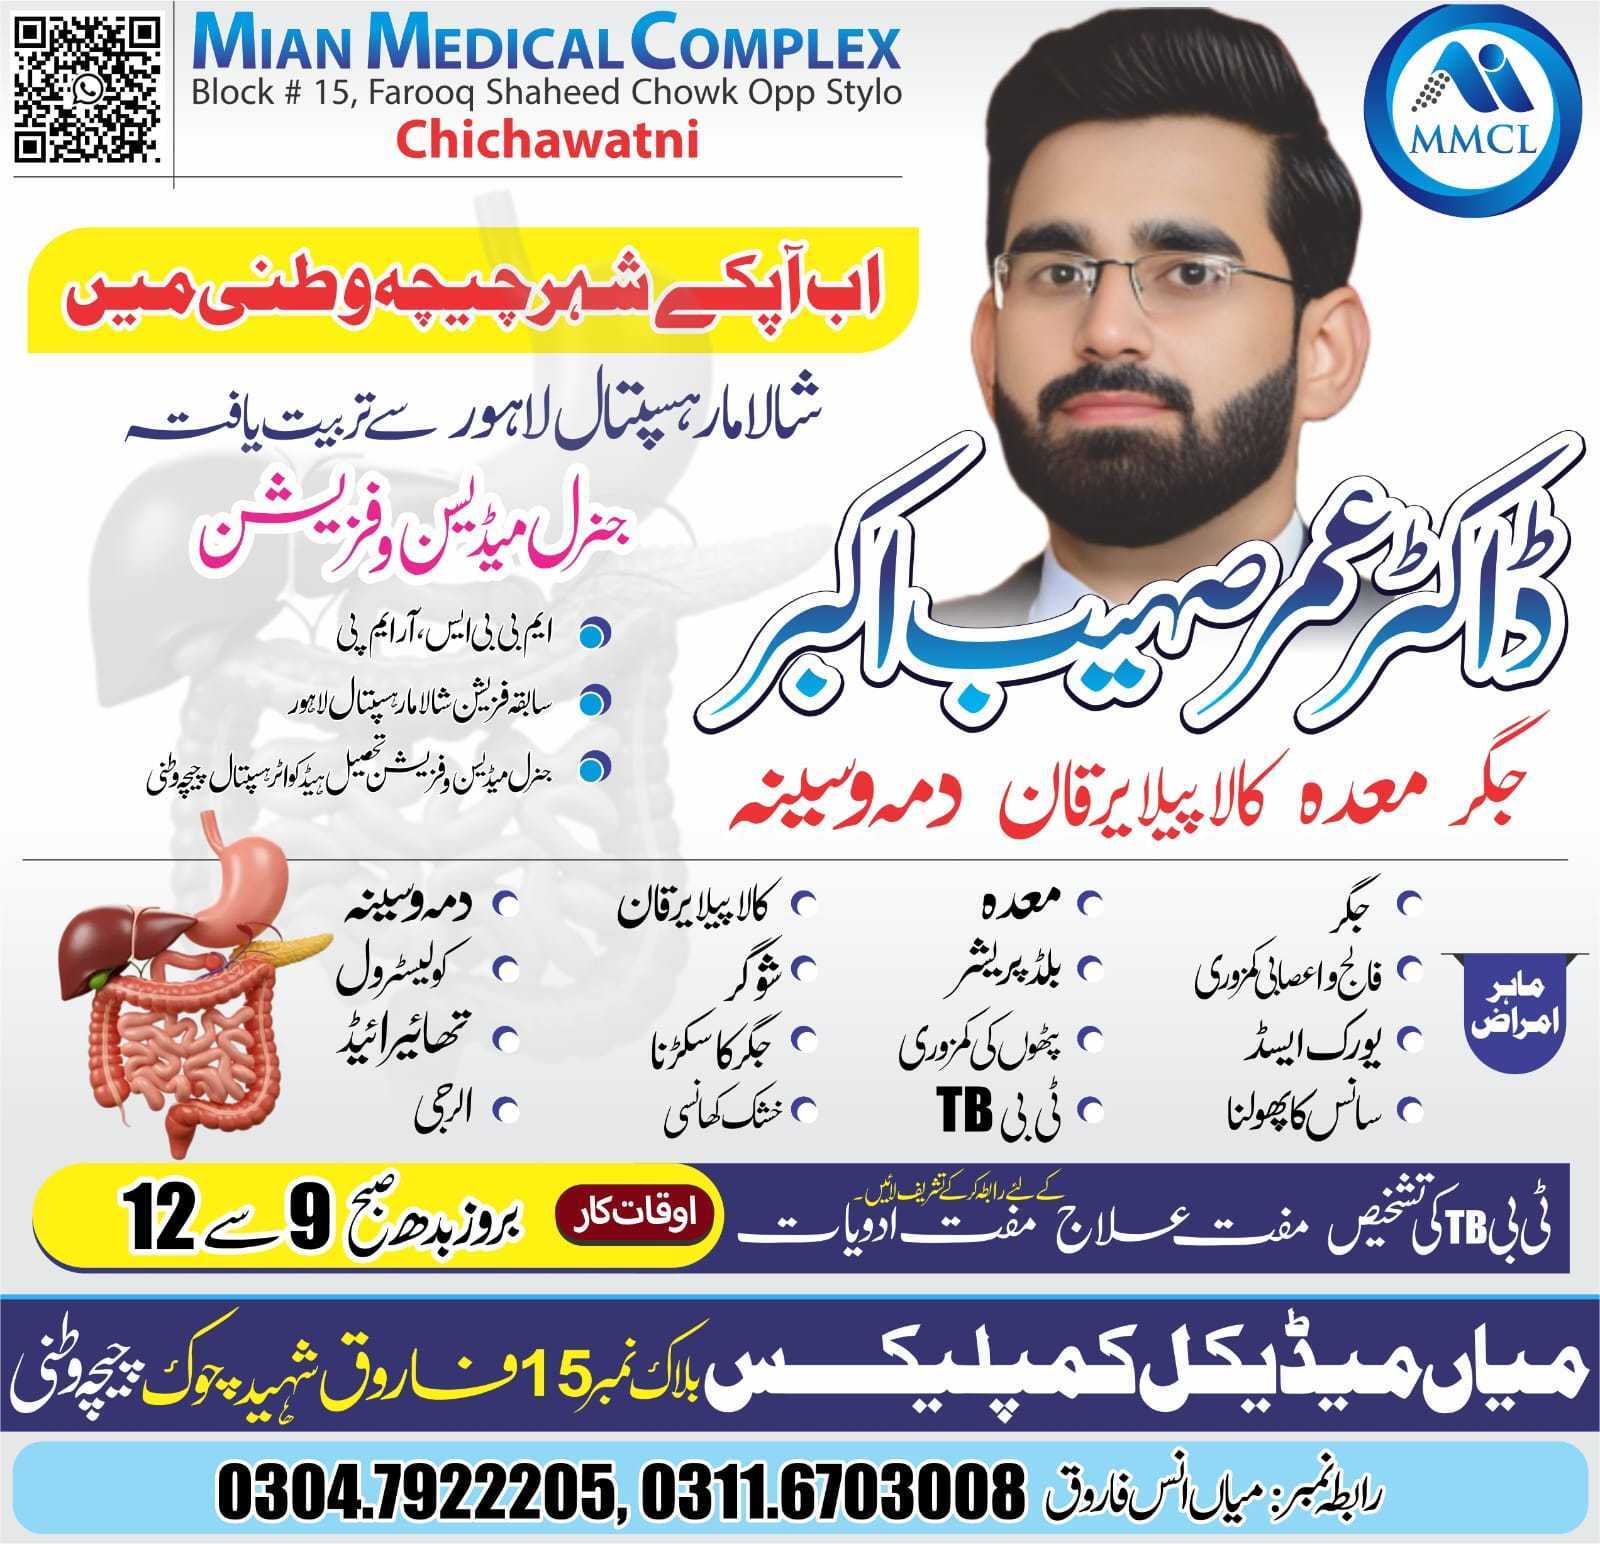 MIAN MEDICAL COMPLEX
Block # 15, Farooq Shaheed Chowk Opp Stylo
Chichawatni
MMCL
اب آپکے شہر چیچہ وطنی میں
شالامار ہسپتال لاہور سے تربیت یافتہ
جنرل میڈیسن و فزیشن
ایم بی بی ایس، آر ایم پی
سابقہ فزیشن شالامار ہسپتال لاہور
جنرل میڈیسن و فزیشن تحصیل ہیڈ کواٹر ہسپتال چیچہ وطنی
ڈاکٹر عمر صہیب اکبر
جگر معدہ کالا پیلا یرقان دمہ و سینہ
ماہر امراض
جگر معدہ کالا پیلا یرقان دمہ و سینہ
فالج و اعصابی کمزوری بلڈ پریشر شوگر کولیسٹرول
یورک ایسڈ پٹھوں کی کمزوری جگر کا سکڑنا تھائیرائیڈ
سانس کا پھولنا ٹی بی TB خشک کھانسی الرجی
ٹی بی TB کی تشخیص مفت علاج مفت ادویات کے لئے رابطہ کر کے تشریف لائیں۔
اوقات کار بروز بدھ صبح 9 سے 12
میاں میڈیکل کمپلیکس بلاک نمبر 15 فاروق شہید چوک چیچہ وطنی
رابطہ نمبر: میاں انس فاروق 0304.7922205, 0311.6703008